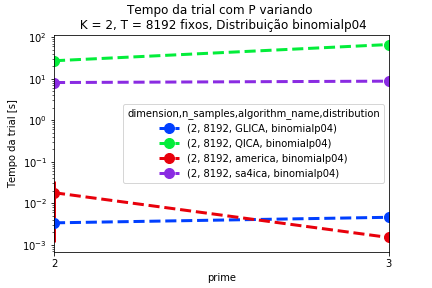 Tempo da trial com P variando
K = 2, T = 8192 fixos, Distribuição binomialp04
Tempo da trial [s]
10²
10¹
10⁰
10⁻¹
10⁻²
10⁻³
dimension,n_samples,algorithm_name,distribution
(2, 8192, GLICA, binomialp04)
(2, 8192, QICA, binomialp04)
(2, 8192, america, binomialp04)
(2, 8192, sa4ica, binomialp04)
2
3
prime